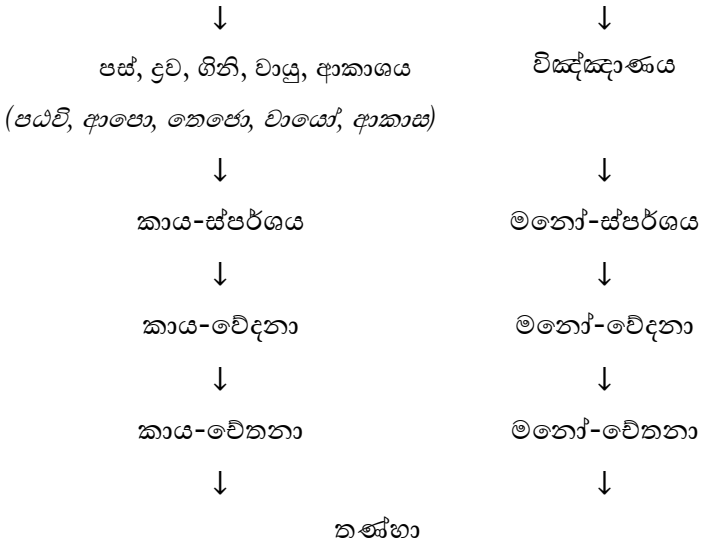 ↓ ↓
පස්, ද්‍රව, ගිනි, වායු, ආකාශය විඤ්ඤාණය
(පඨවි, ආපො, තෙජො, වායෝ, ආකාස)
↓ ↓
කාය-ස්පර්ශය මනෝ-ස්පර්ශය
↓ ↓
කාය-වේදනා මනෝ-වේදනා
↓ ↓
කාය-චේතනා මනෝ-චේතනා
↓ ↓
තණ්හා